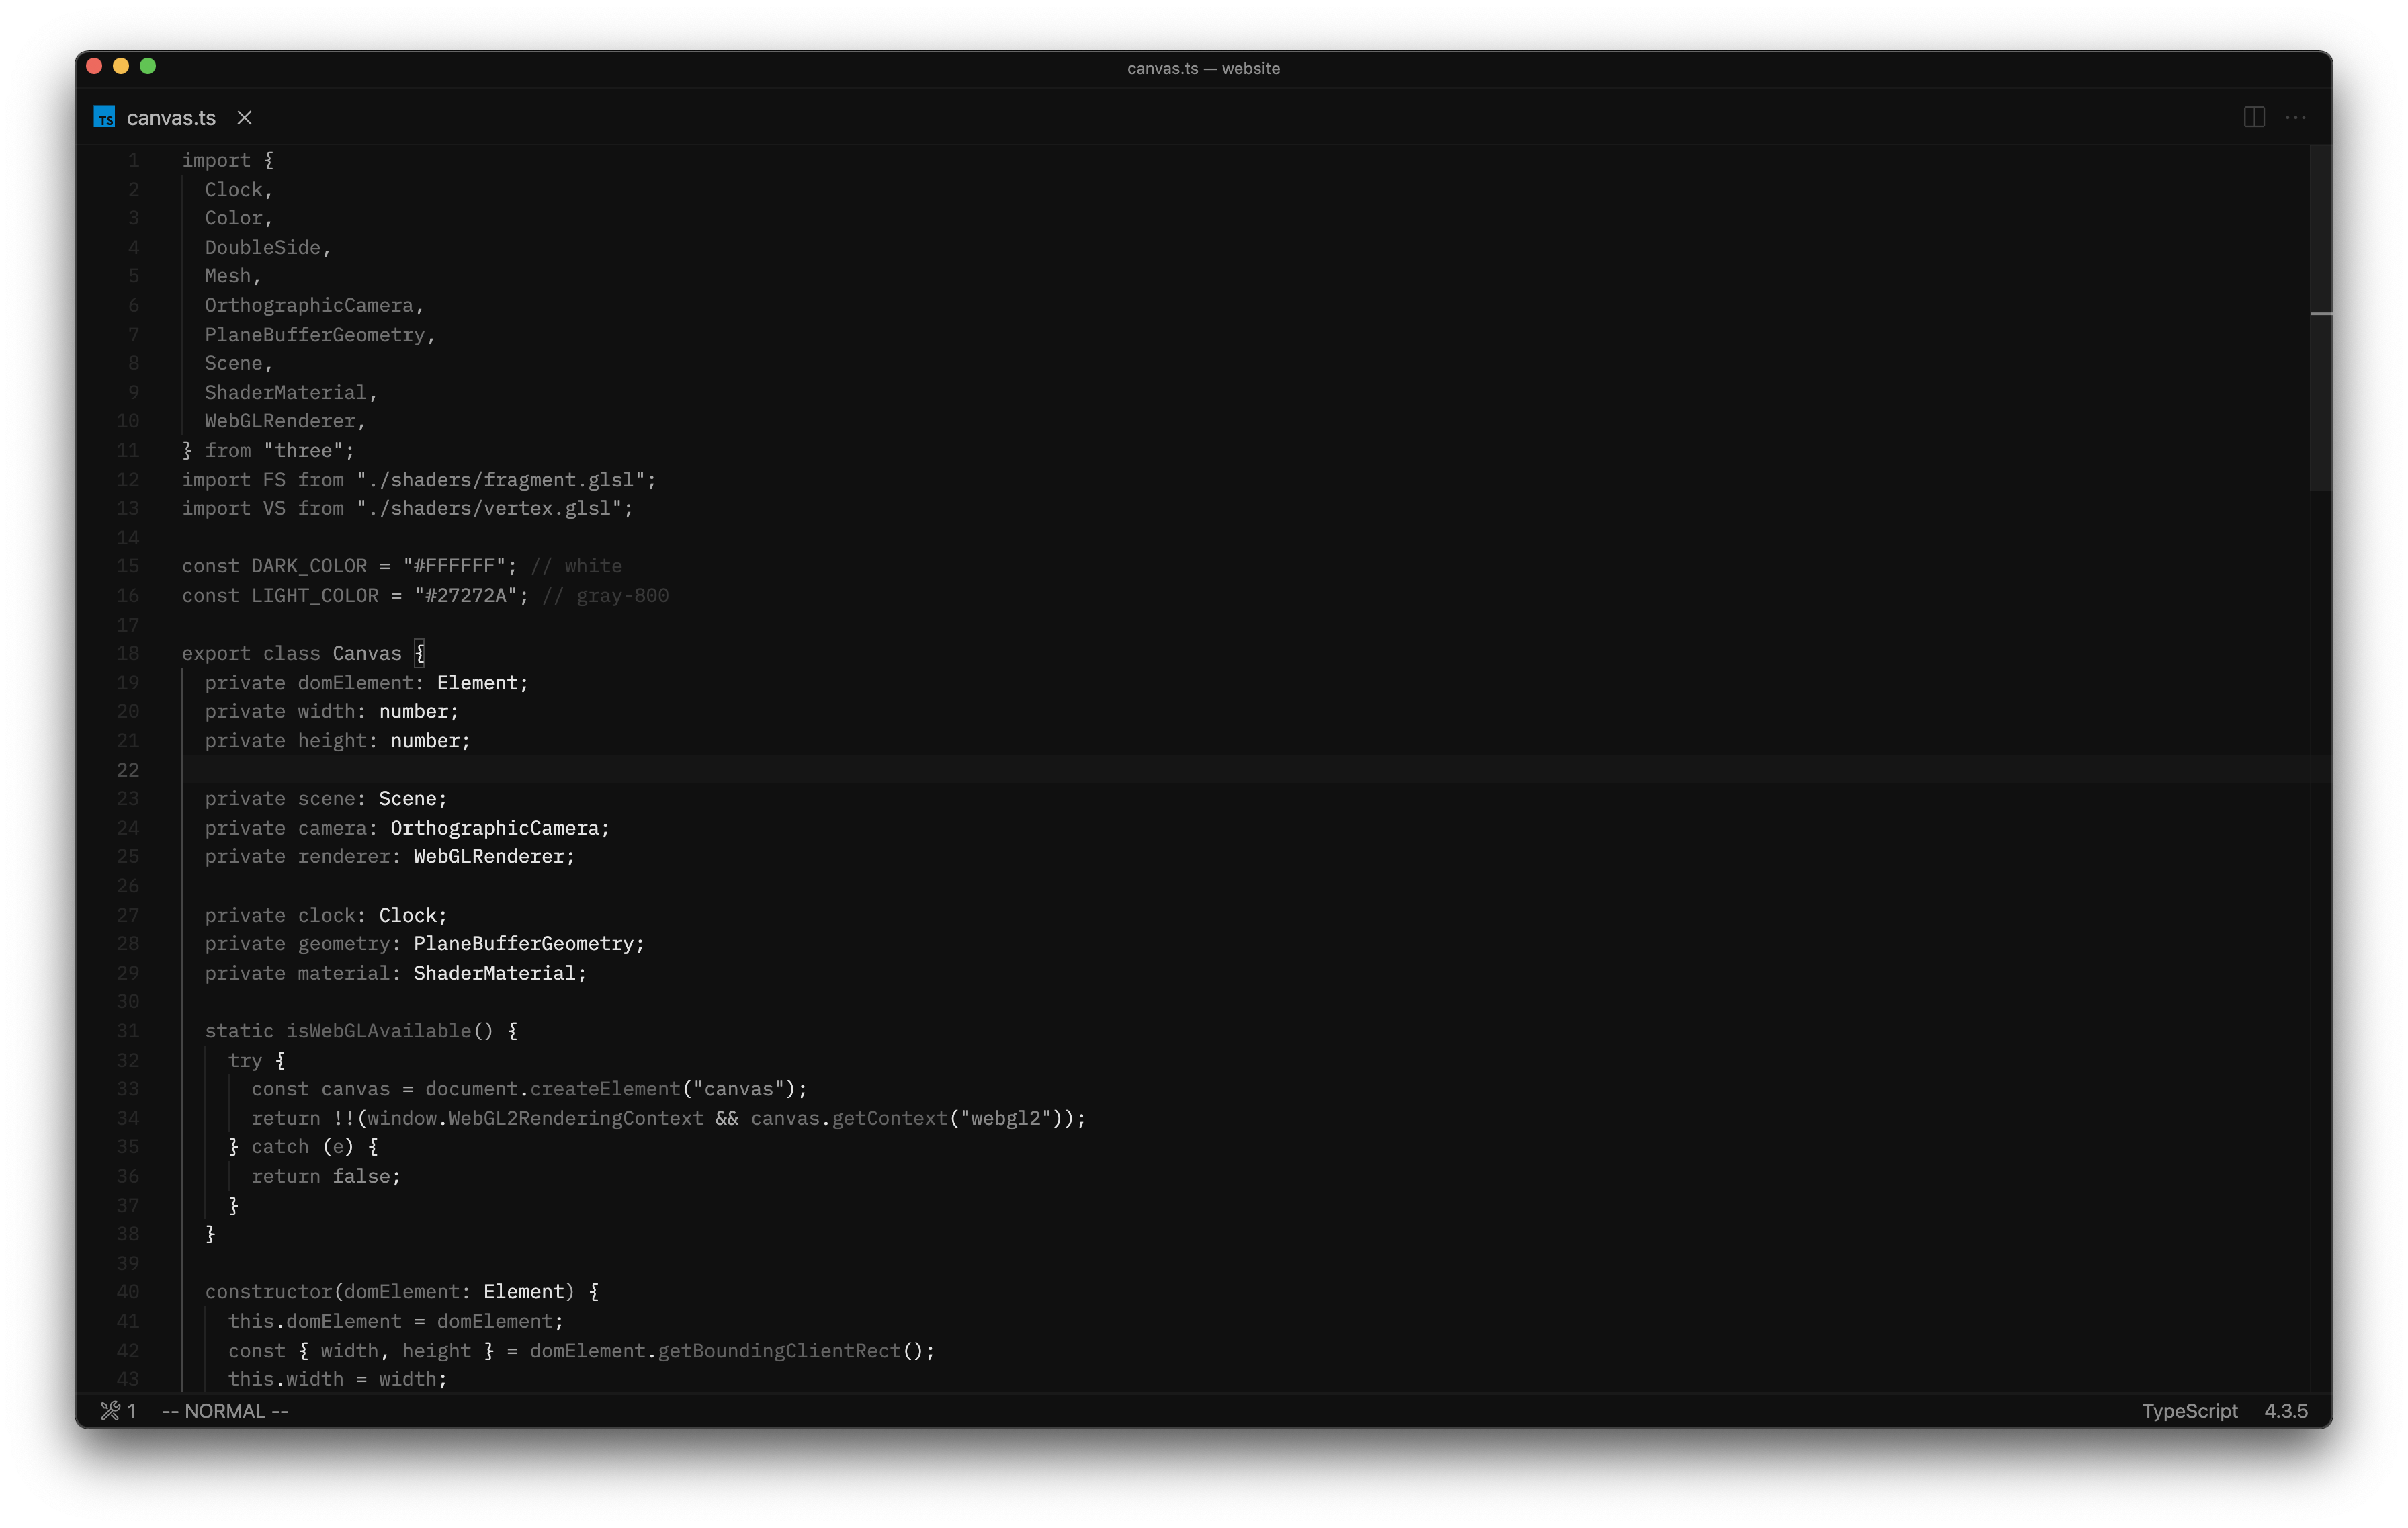 canvas.ts — website
TS canvas.ts
1 import {
2   Clock,
3   Color,
4   DoubleSide,
5   Mesh,
6   OrthographicCamera,
7   PlaneBufferGeometry,
8   Scene,
9   ShaderMaterial,
10   WebGLRenderer,
11 } from "three";
12 import FS from "./shaders/fragment.glsl";
13 import VS from "./shaders/vertex.glsl";
14
15 const DARK_COLOR = "#FFFFFF"; // white
16 const LIGHT_COLOR = "#27272A"; // gray-800
17
18 export class Canvas {
19   private domElement: Element;
20   private width: number;
21   private height: number;
22
23   private scene: Scene;
24   private camera: OrthographicCamera;
25   private renderer: WebGLRenderer;
26
27   private clock: Clock;
28   private geometry: PlaneBufferGeometry;
29   private material: ShaderMaterial;
30
31   static isWebGLAvailable() {
32     try {
33       const canvas = document.createElement("canvas");
34       return !!(window.WebGL2RenderingContext && canvas.getContext("webgl2"));
35     } catch (e) {
36       return false;
37     }
38   }
39
40   constructor(domElement: Element) {
41     this.domElement = domElement;
42     const { width, height } = domElement.getBoundingClientRect();
43     this.width = width;
1 -- NORMAL -- TypeScript 4.3.5